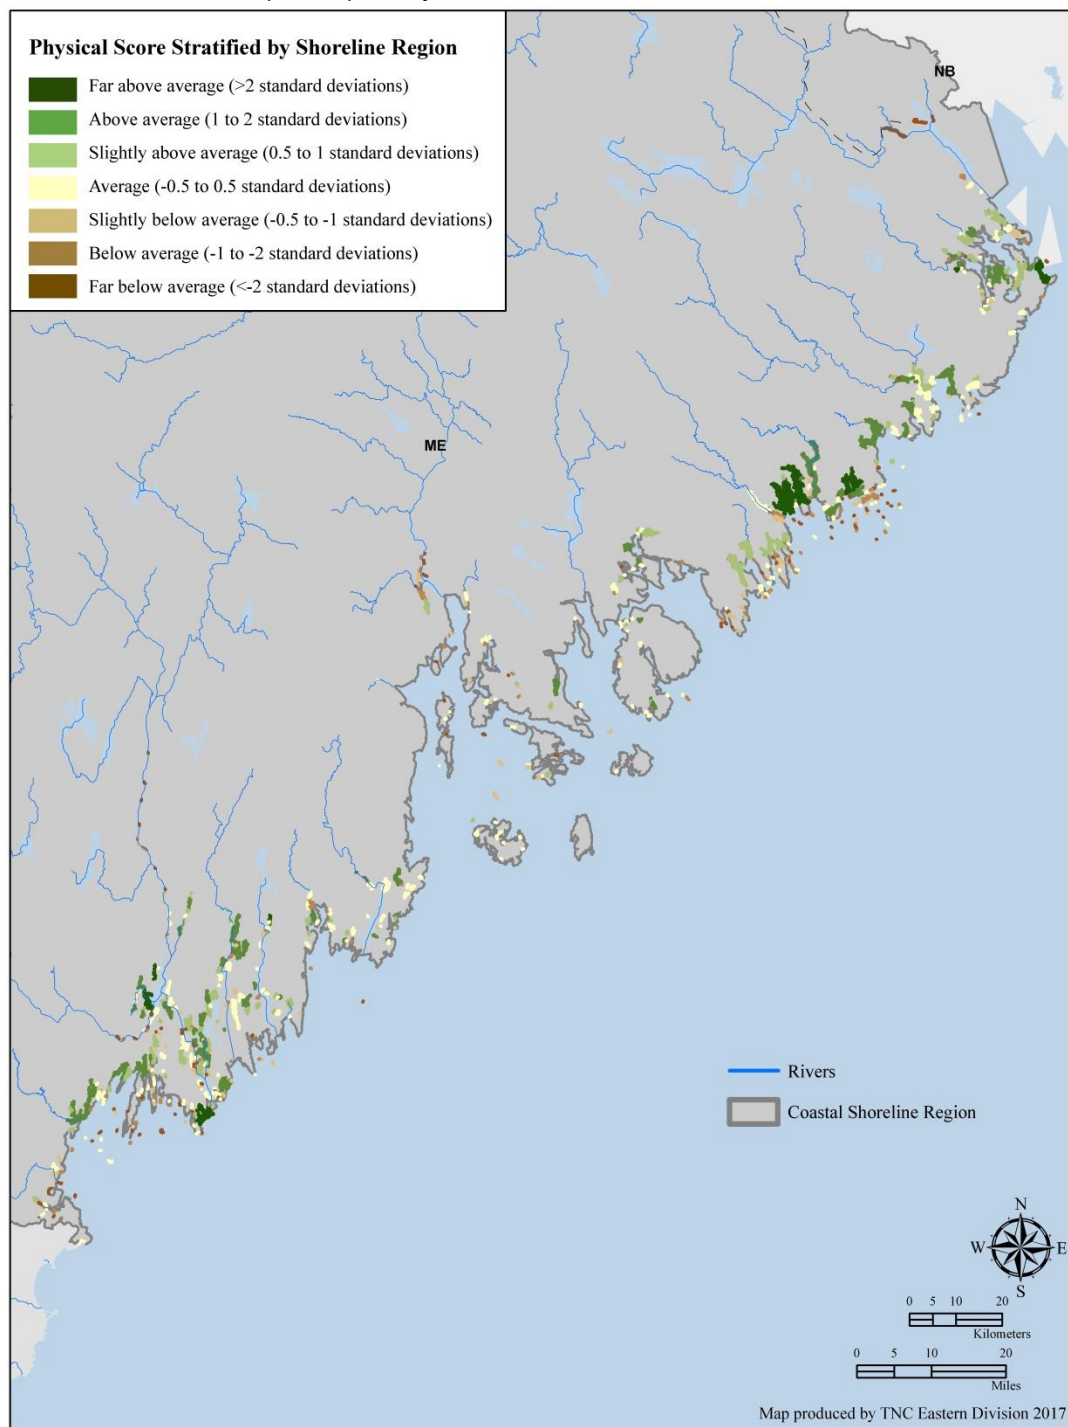 Physical Score Stratified by Shoreline Region
Far above average (>2 standard deviations)
Above average (1 to 2 standard deviations)
Slightly above average (0.5 to 1 standard deviations)
Average (-0.5 to 0.5 standard deviations)
Slightly below average (-0.5 to -1 standard deviations)
Below average (-1 to -2 standard deviations)
Far below average (<-2 standard deviations)
NB
ME
Rivers
Coastal Shoreline Region
N
W E
S
0 5 10 20
Kilometers
0 5 10 20
Miles
Map produced by TNC Eastern Division 2017